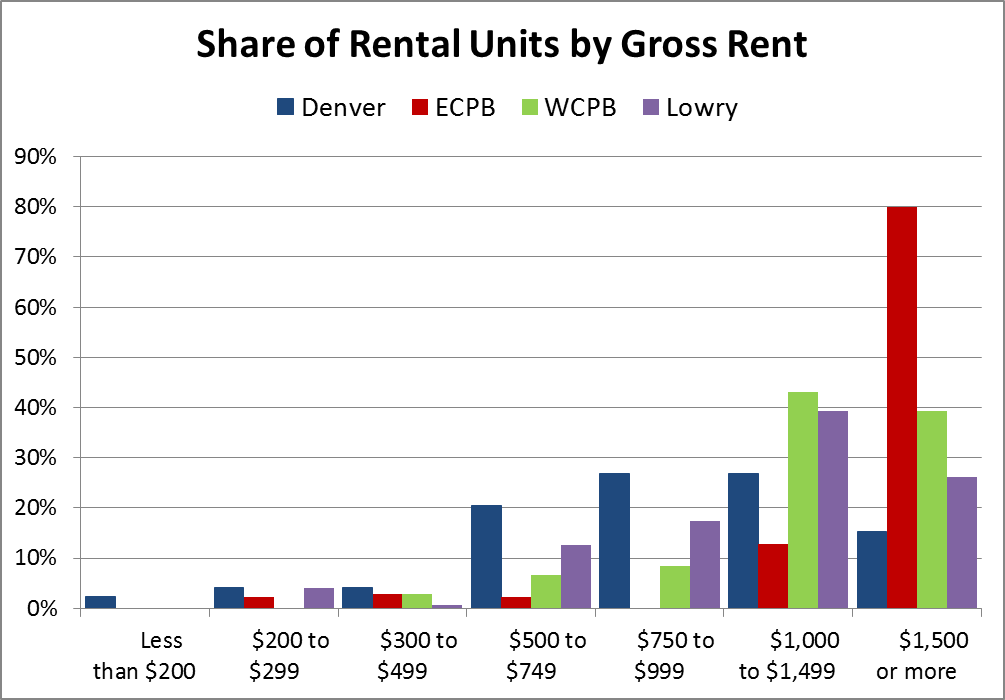 Share of Rental Units by Gross Rent
Denver ECPB WCPB Lowry
90%
80%
70%
60%
50%
40%
30%
20%
10%
0%
Less than $200
$200 to $299
$300 to $499
$500 to $749
$750 to $999
$1,000 to $1,499
$1,500 or more